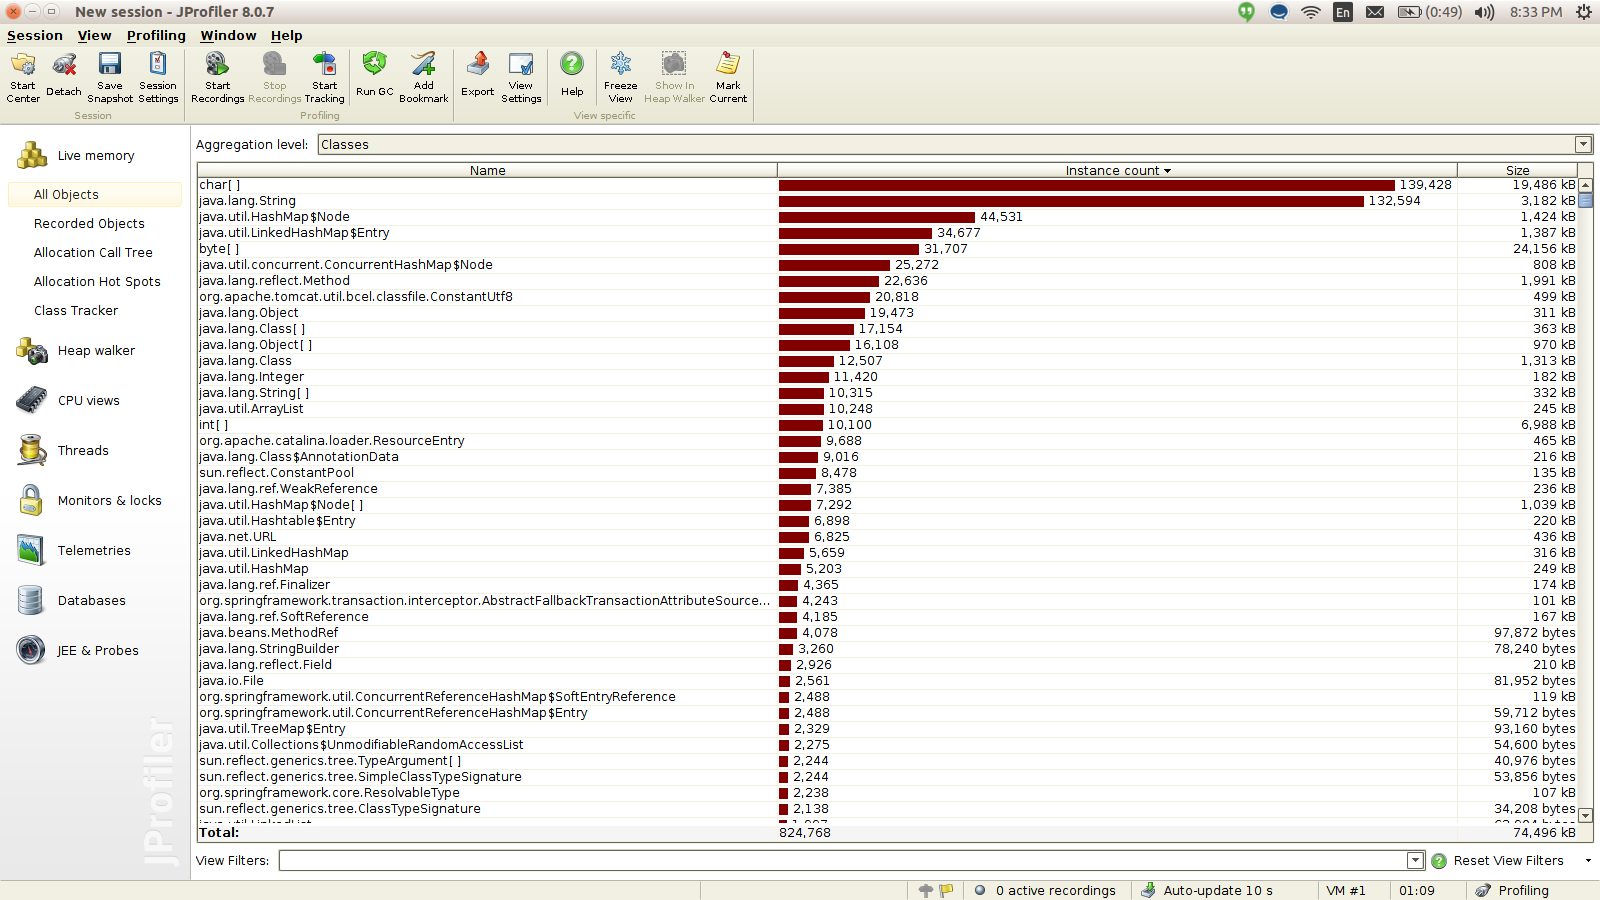 New session - JProfiler 8.0.7
En (0:49) 8:33 PM
Session View Profiling Window Help
Start Center Detach Save Snapshot Session Settings Start Recordings Stop Recordings Start Tracking Run GC Add Bookmark Export View Settings Help Freeze View Show In Heap Walker Mark Current
Session Profiling View specific
Live memory
All Objects
Recorded Objects
Allocation Call Tree
Allocation Hot Spots
Class Tracker
Heap walker
CPU views
Threads
Monitors & locks
Telemetries
Databases
JEE & Probes
JProfiler
Aggregation level: Classes
Name Instance count Size
char[ ] 139,428 19,486 kB
java.lang.String 132,594 3,182 kB
java.util.HashMap$Node 44,531 1,424 kB
java.util.LinkedHashMap$Entry 34,677 1,387 kB
byte[ ] 31,707 24,156 kB
java.util.concurrent.ConcurrentHashMap$Node 25,272 808 kB
java.lang.reflect.Method 22,636 1,991 kB
org.apache.tomcat.util.bcel.classfile.ConstantUtf8 20,818 499 kB
java.lang.Object 19,473 311 kB
java.lang.Class[ ] 17,154 363 kB
java.lang.Object[ ] 16,108 970 kB
java.lang.Class 12,507 1,313 kB
java.lang.Integer 11,420 182 kB
java.lang.String[ ] 10,315 332 kB
java.util.ArrayList 10,248 245 kB
int[ ] 10,100 6,988 kB
org.apache.catalina.loader.ResourceEntry 9,688 465 kB
java.lang.Class$AnnotationData 9,016 216 kB
sun.reflect.ConstantPool 8,478 135 kB
java.lang.ref.WeakReference 7,385 236 kB
java.util.HashMap$Node[ ] 7,292 1,039 kB
java.util.Hashtable$Entry 6,898 220 kB
java.net.URL 6,825 436 kB
java.util.LinkedHashMap 5,659 316 kB
java.util.HashMap 5,203 249 kB
java.lang.ref.Finalizer 4,365 174 kB
org.springframework.transaction.interceptor.AbstractFallbackTransactionAttributeSource... 4,243 101 kB
java.lang.ref.SoftReference 4,185 167 kB
java.beans.MethodRef 4,078 97,872 bytes
java.lang.StringBuilder 3,260 78,240 bytes
java.lang.reflect.Field 2,926 210 kB
java.io.File 2,561 81,952 bytes
org.springframework.util.ConcurrentReferenceHashMap$SoftEntryReference 2,488 119 kB
org.springframework.util.ConcurrentReferenceHashMap$Entry 2,488 59,712 bytes
java.util.TreeMap$Entry 2,329 93,160 bytes
java.util.Collections$UnmodifiableRandomAccessList 2,275 54,600 bytes
sun.reflect.generics.tree.TypeArgument[ ] 2,244 40,976 bytes
sun.reflect.generics.tree.SimpleClassTypeSignature 2,244 53,856 bytes
org.springframework.core.ResolvableType 2,238 107 kB
sun.reflect.generics.tree.ClassTypeSignature 2,138 34,208 bytes
Total: 824,768 74,496 kB
View Filters: Reset View Filters
0 active recordings Auto-update 10 s VM #1 01:09 Profiling